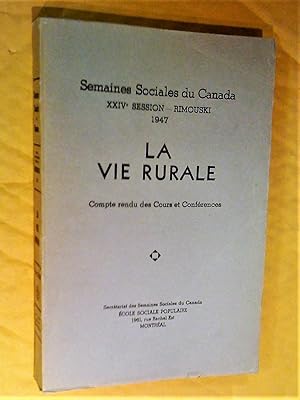 Semaines Sociales du Canada
XXIVe SESSION - RIMOUSKI
1947
LA
VIE RURALE
Compte rendu des Cours et Conférences
Secrétariat des Semaines Sociales du Canada
ÉCOLE SOCIALE POPULAIRE
1961, rue Rachel Est
MONTRÉAL